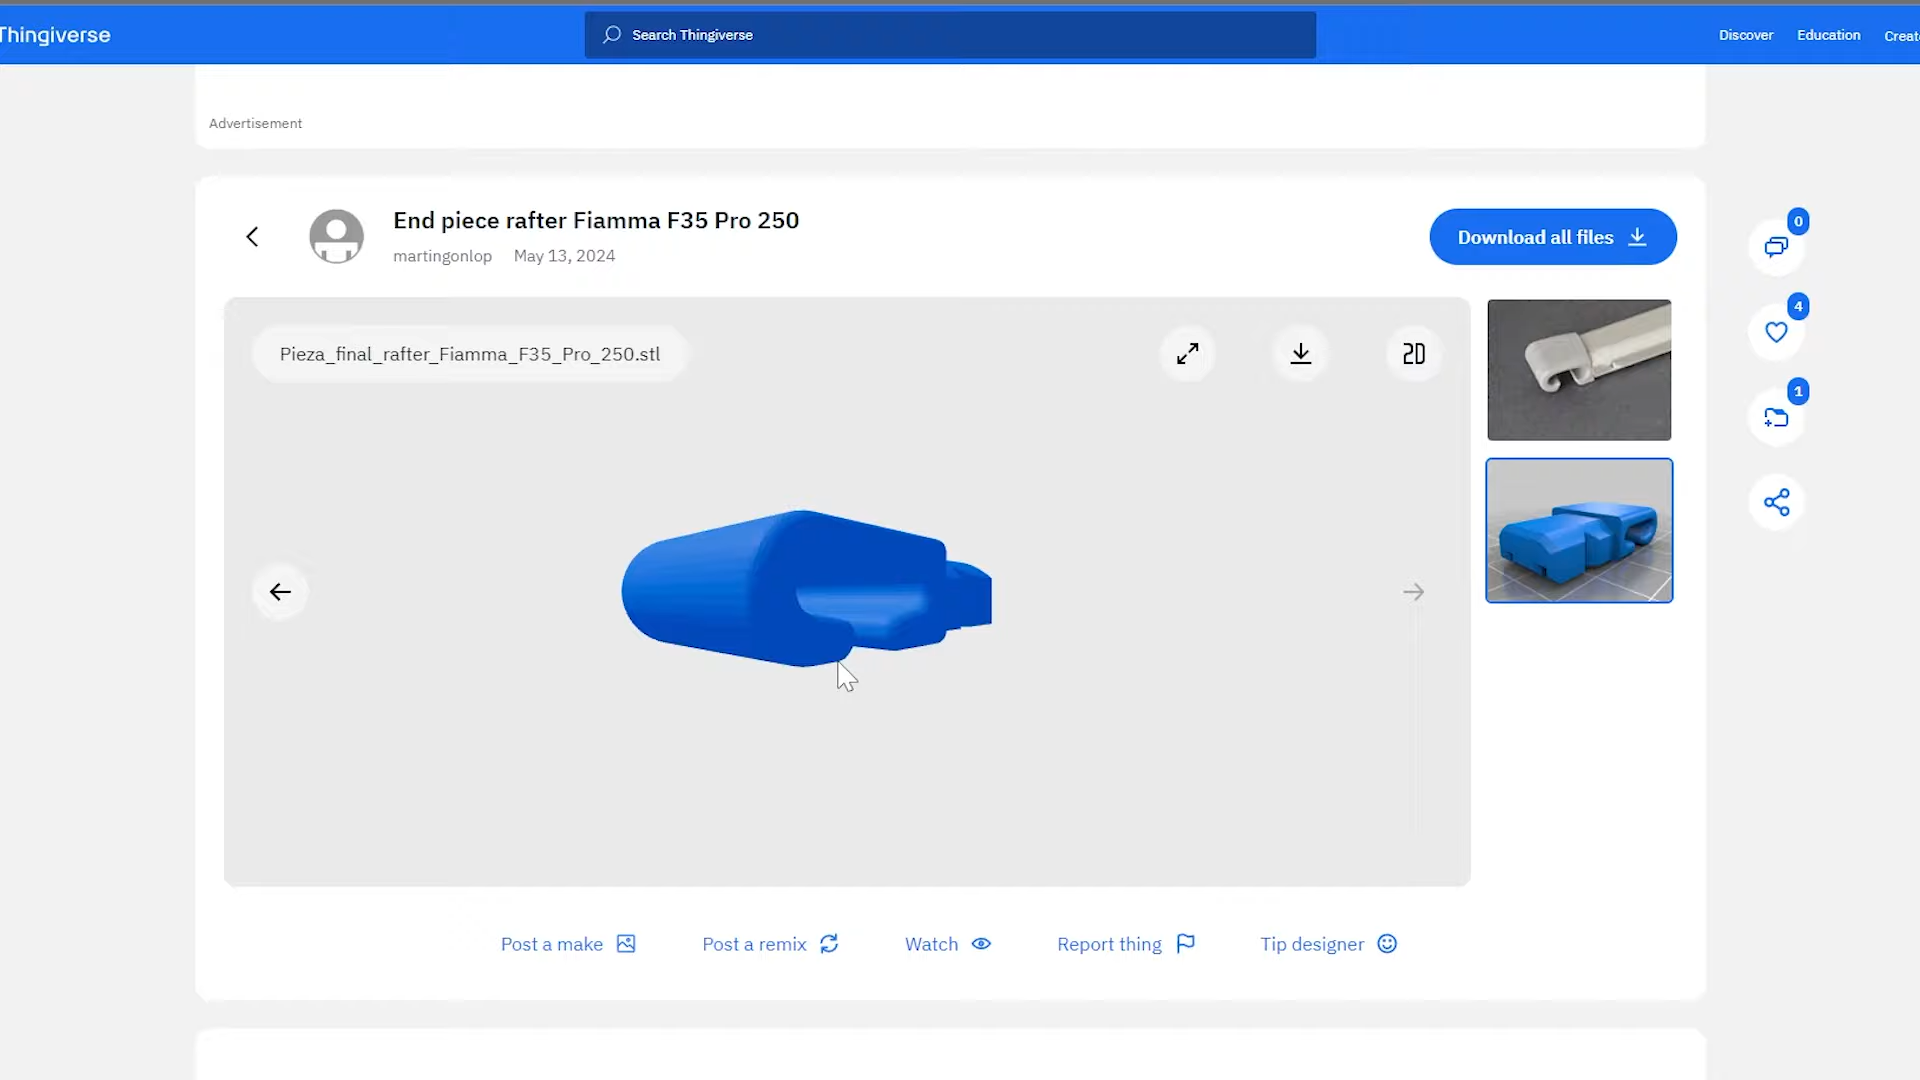 Thingiverse
Search Thingiverse
Discover
Education
Create
Advertisement
End piece rafter Fiamma F35 Pro 250
martingonlop May 13, 2024
Download all files
0
4
1
Pieza_final_rafter_Fiamma_F35_Pro_250.stl
2D
Post a make
Post a remix
Watch
Report thing
Tip designer